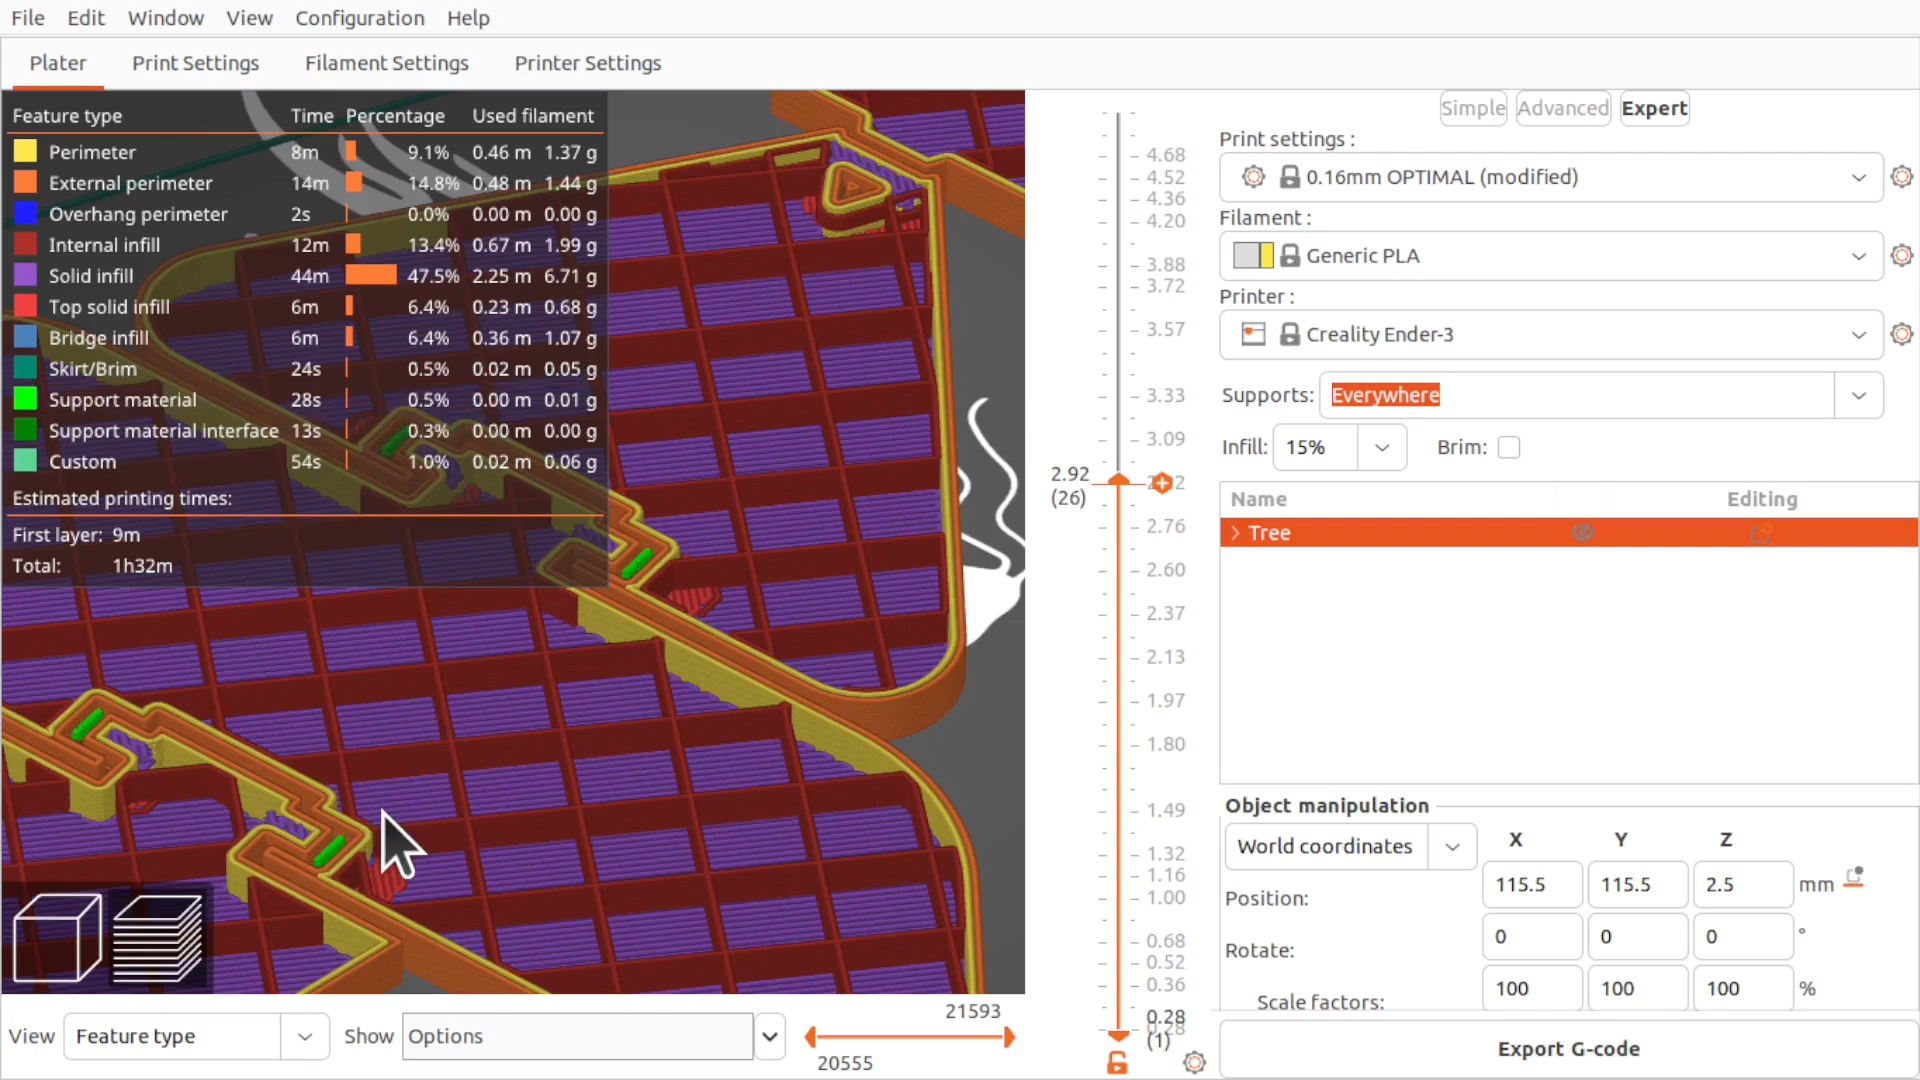 File Edit Window View Configuration Help
Plater Print Settings Filament Settings Printer Settings
Feature type Time Percentage Used filament
Perimeter 8m 9.1% 0.46 m 1.37 g
External perimeter 14m 14.8% 0.48 m 1.44 g
Overhang perimeter 2s 0.0% 0.00 m 0.00 g
Internal infill 12m 13.4% 0.67 m 1.99 g
Solid infill 44m 47.5% 2.25 m 6.71 g
Top solid infill 6m 6.4% 0.23 m 0.68 g
Bridge infill 6m 6.4% 0.36 m 1.07 g
Skirt/Brim 24s 0.5% 0.02 m 0.05 g
Support material 28s 0.5% 0.00 m 0.01 g
Support material interface 13s 0.3% 0.00 m 0.00 g
Custom 54s 1.0% 0.02 m 0.06 g
Estimated printing times:
First layer: 9m
Total: 1h32m
4.68
4.52
4.36
4.20
3.88
3.72
3.57
3.33
3.09
2.92
(26)
2.76
2.60
2.37
2.13
1.97
1.80
1.49
1.32
1.16
1.00
0.68
0.52
0.36
0.28
(1)
Simple Advanced Expert
Print settings :
0.16mm OPTIMAL (modified)
Filament :
Generic PLA
Printer :
Creality Ender-3
Supports: Everywhere
Infill: 15% Brim:
Name Editing
Tree
Object manipulation
World coordinates X Y Z
Position: 115.5 115.5 2.5 mm
Rotate: 0 0 0 °
Scale factors: 100 100 100 %
View Feature type Show Options
21593
20555
Export G-code